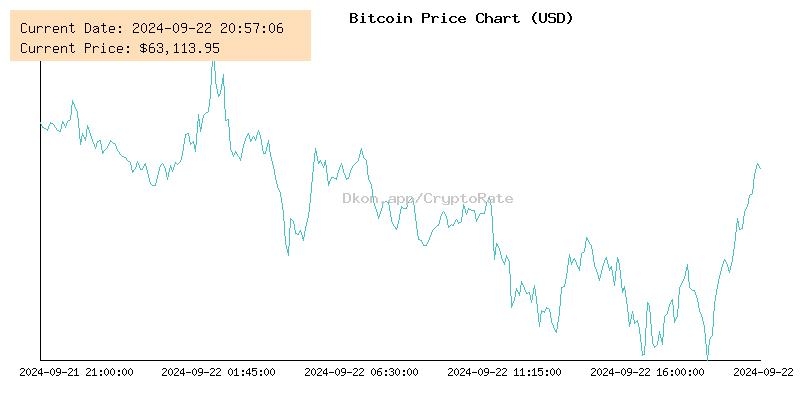 Bitcoin Price Chart (USD)
Current Date: 2024-09-22 20:57:06
Current Price: $63,113.95
Dkon.app/CryptoRate
2024-09-21 21:00:00 2024-09-22 01:45:00 2024-09-22 06:30:00 2024-09-22 11:15:00 2024-09-22 16:00:00 2024-09-22